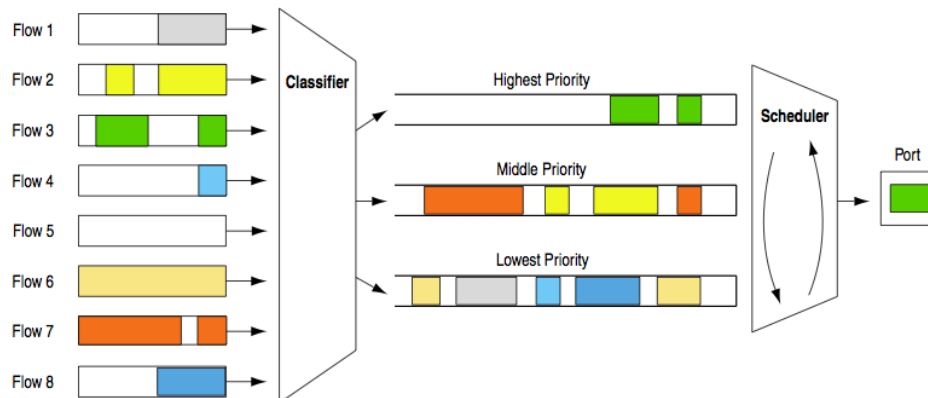 Flow 1
Flow 2
Flow 3
Flow 4
Flow 5
Flow 6
Flow 7
Flow 8
Classifier
Highest Priority
Middle Priority
Lowest Priority
Scheduler
Port